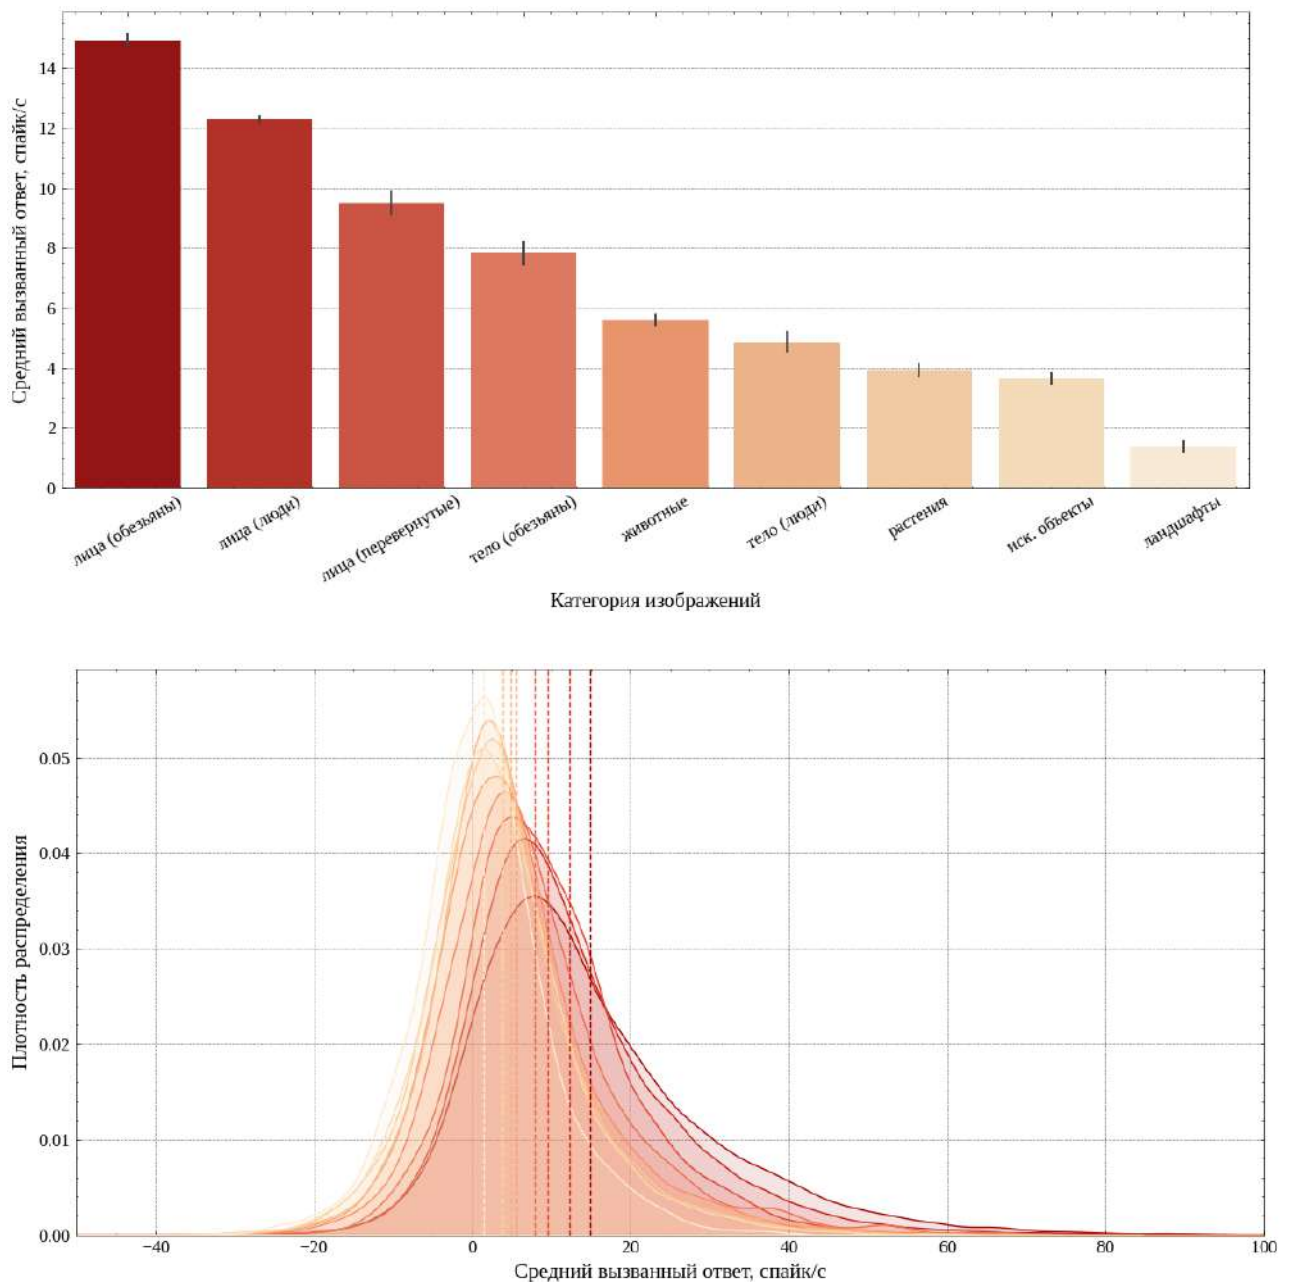 Средний вызванный ответ, спайк/с
14
12
10
8
6
4
2
0
лица (обезьяны)
лица (люди)
лица (перевернутые)
тело (обезьяны)
животные
тело (люди)
растения
иск. объекты
ландшафты
Категория изображений
Плотность распределения
0.05
0.04
0.03
0.02
0.01
0.00
−40
−20
0
20
40
60
80
100
Средний вызванный ответ, спайк/с